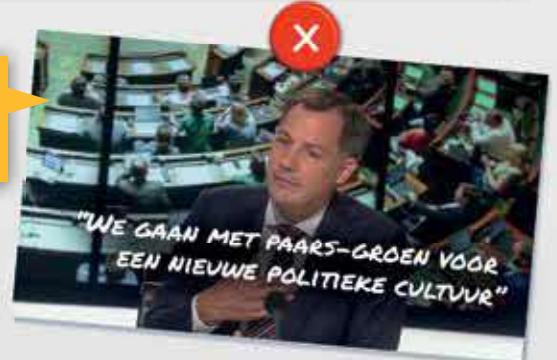 X
"WE GAAN MET PAARS-GROEN VOOR
EEN NIEUWE POLITIEKE CULTUUR"